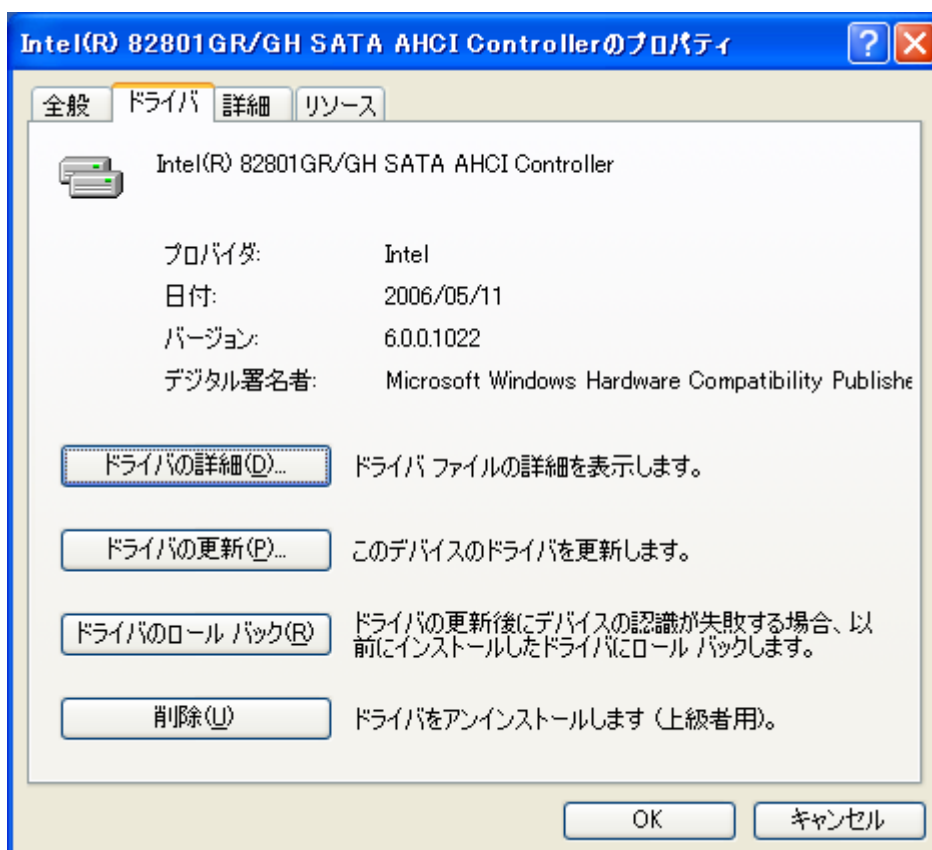 Intel(R) 82801GR/GH SATA AHCI Controllerのプロパティ
全般 ドライバ 詳細 リソース
Intel(R) 82801GR/GH SATA AHCI Controller
プロバイダ: Intel
日付: 2006/05/11
バージョン: 6.0.0.1022
デジタル署名者: Microsoft Windows Hardware Compatibility Publishe
ドライバの詳細(D)... ドライバ ファイルの詳細を表示します。
ドライバの更新(P)... このデバイスのドライバを更新します。
ドライバのロール バック(R) ドライバの更新後にデバイスの認識が失敗する場合、以
前にインストールしたドライバにロール バックします。
削除(U) ドライバをアンインストールします (上級者用)。
OK キャンセル